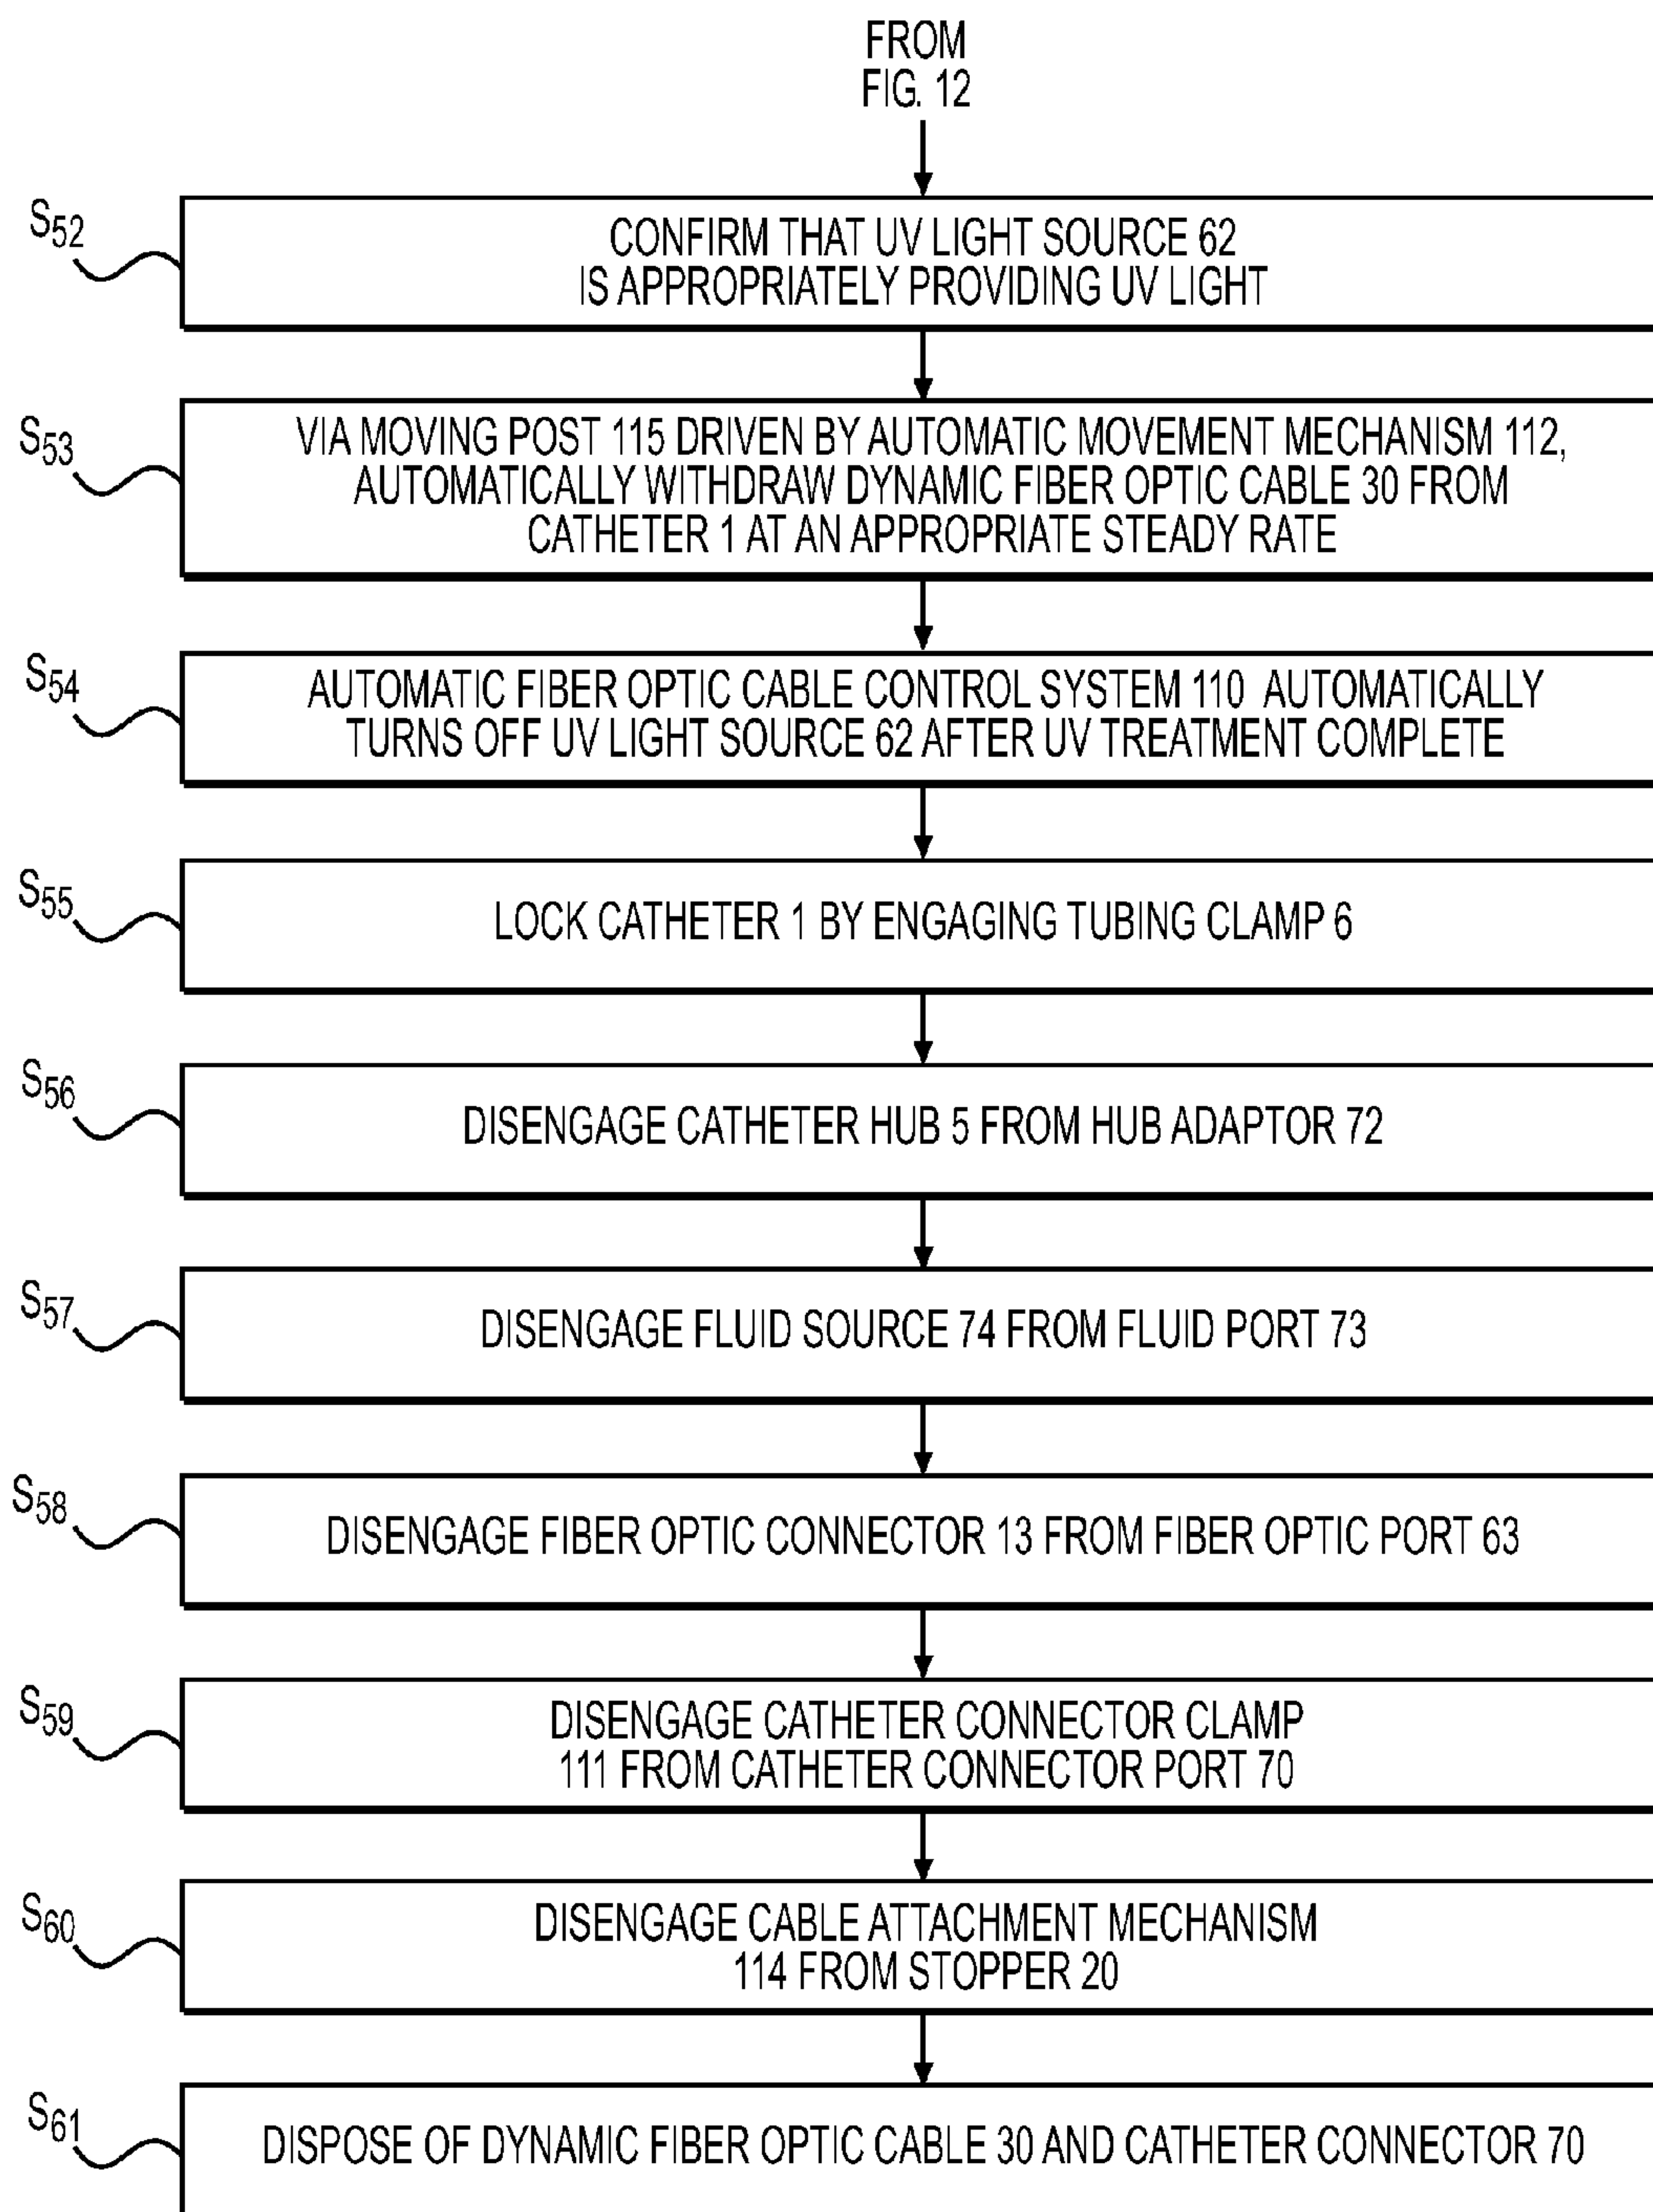 FROM
FIG. 12
S52
CONFIRM THAT UV LIGHT SOURCE 62
IS APPROPRIATELY PROVIDING UV LIGHT
S53
VIA MOVING POST 115 DRIVEN BY AUTOMATIC MOVEMENT MECHANISM 112,
AUTOMATICALLY WITHDRAW DYNAMIC FIBER OPTIC CABLE 30 FROM
CATHETER 1 AT AN APPROPRIATE STEADY RATE
S54
AUTOMATIC FIBER OPTIC CABLE CONTROL SYSTEM 110 AUTOMATICALLY
TURNS OFF UV LIGHT SOURCE 62 AFTER UV TREATMENT COMPLETE
S55
LOCK CATHETER 1 BY ENGAGING TUBING CLAMP 6
S56
DISENGAGE CATHETER HUB 5 FROM HUB ADAPTOR 72
S57
DISENGAGE FLUID SOURCE 74 FROM FLUID PORT 73
S58
DISENGAGE FIBER OPTIC CONNECTOR 13 FROM FIBER OPTIC PORT 63
S59
DISENGAGE CATHETER CONNECTOR CLAMP
111 FROM CATHETER CONNECTOR PORT 70
S60
DISENGAGE CABLE ATTACHMENT MECHANISM
114 FROM STOPPER 20
S61
DISPOSE OF DYNAMIC FIBER OPTIC CABLE 30 AND CATHETER CONNECTOR 70